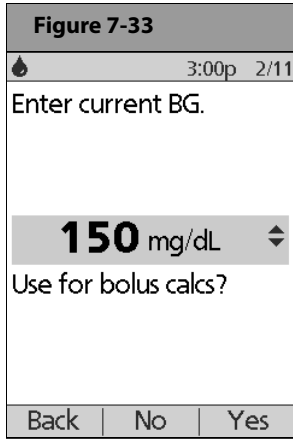 Figure 7-33
3:00p 2/11
Enter current BG.
150 mg/dL
Use for bolus calcs?
Back | No | Yes